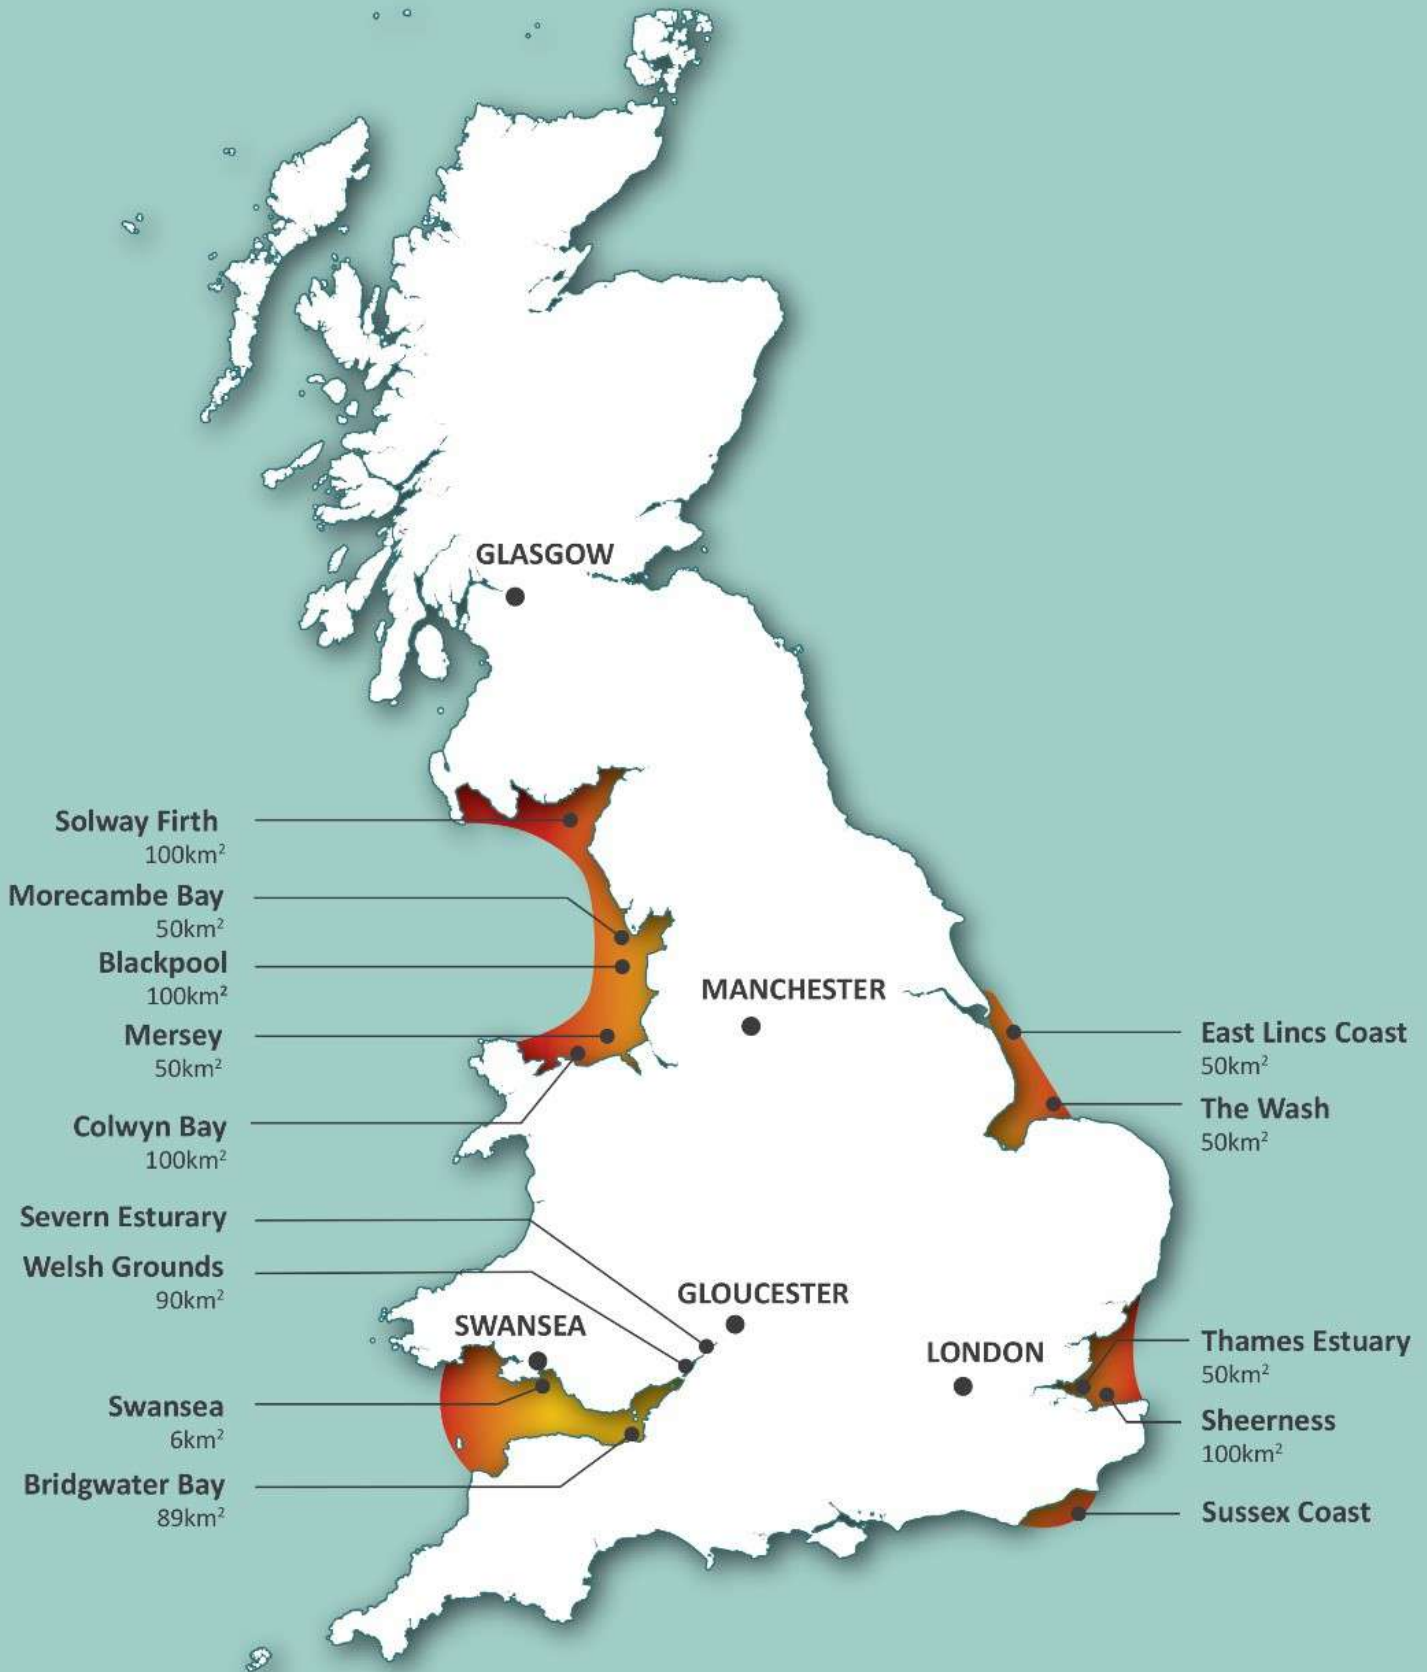 GLASGOW
Solway Firth
100km²
Morecambe Bay
50km²
Blackpool
100km²
MANCHESTER
Mersey
50km²
East Lincs Coast
50km²
Colwyn Bay
100km²
The Wash
50km²
Severn Esturary
Welsh Grounds
90km²
GLOUCESTER
SWANSEA
LONDON
Thames Estuary
50km²
Swansea
6km²
Sheerness
100km²
Bridgwater Bay
89km²
Sussex Coast